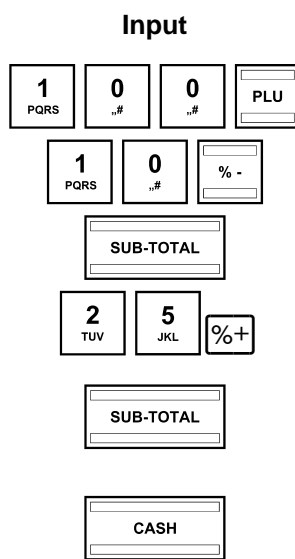 Input
1 0 0 PLU
PQRS „# „#
1 0 % -
PQRS „#
SUB-TOTAL
2 5 %+
TUV JKL
SUB-TOTAL
CASH